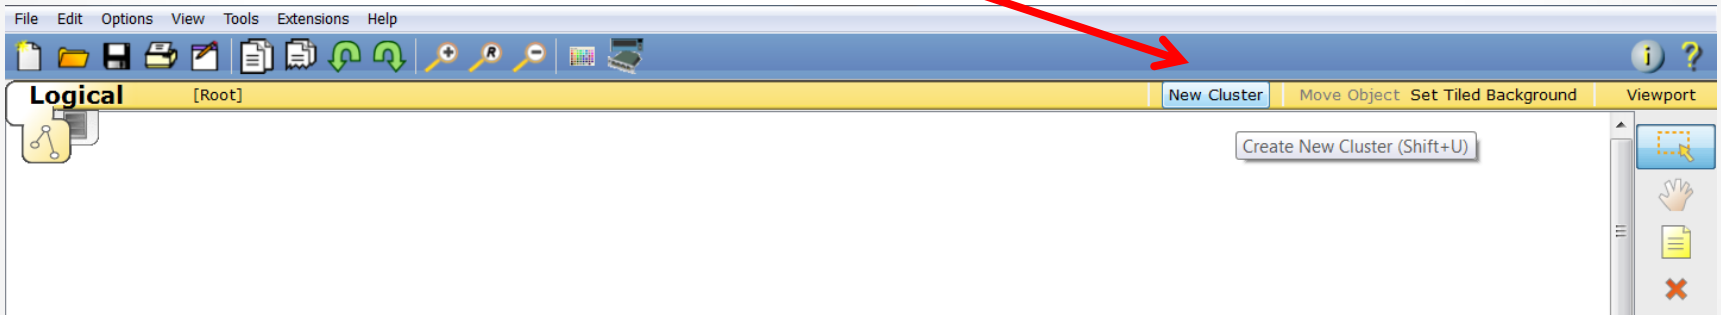 File Edit Options View Tools Extensions Help
R
i ?
Logical [Root] New Cluster Move Object Set Tiled Background Viewport
Create New Cluster (Shift+U)